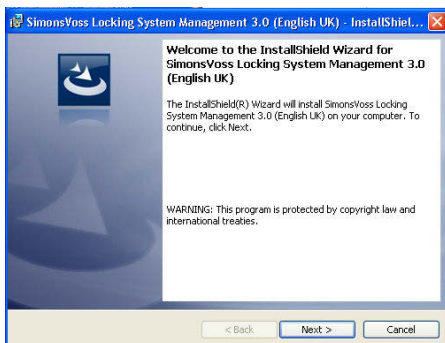 SimonsVoss Locking System Management 3.0 (English UK) - InstallShiel...
Welcome to the InstallShield Wizard for
SimonsVoss Locking System Management 3.0
(English UK)
The InstallShield(R) Wizard will install SimonsVoss Locking
System Management 3.0 (English UK) on your computer. To
continue, click Next.
WARNING: This program is protected by copyright law and
international treaties.
< Back Next > Cancel